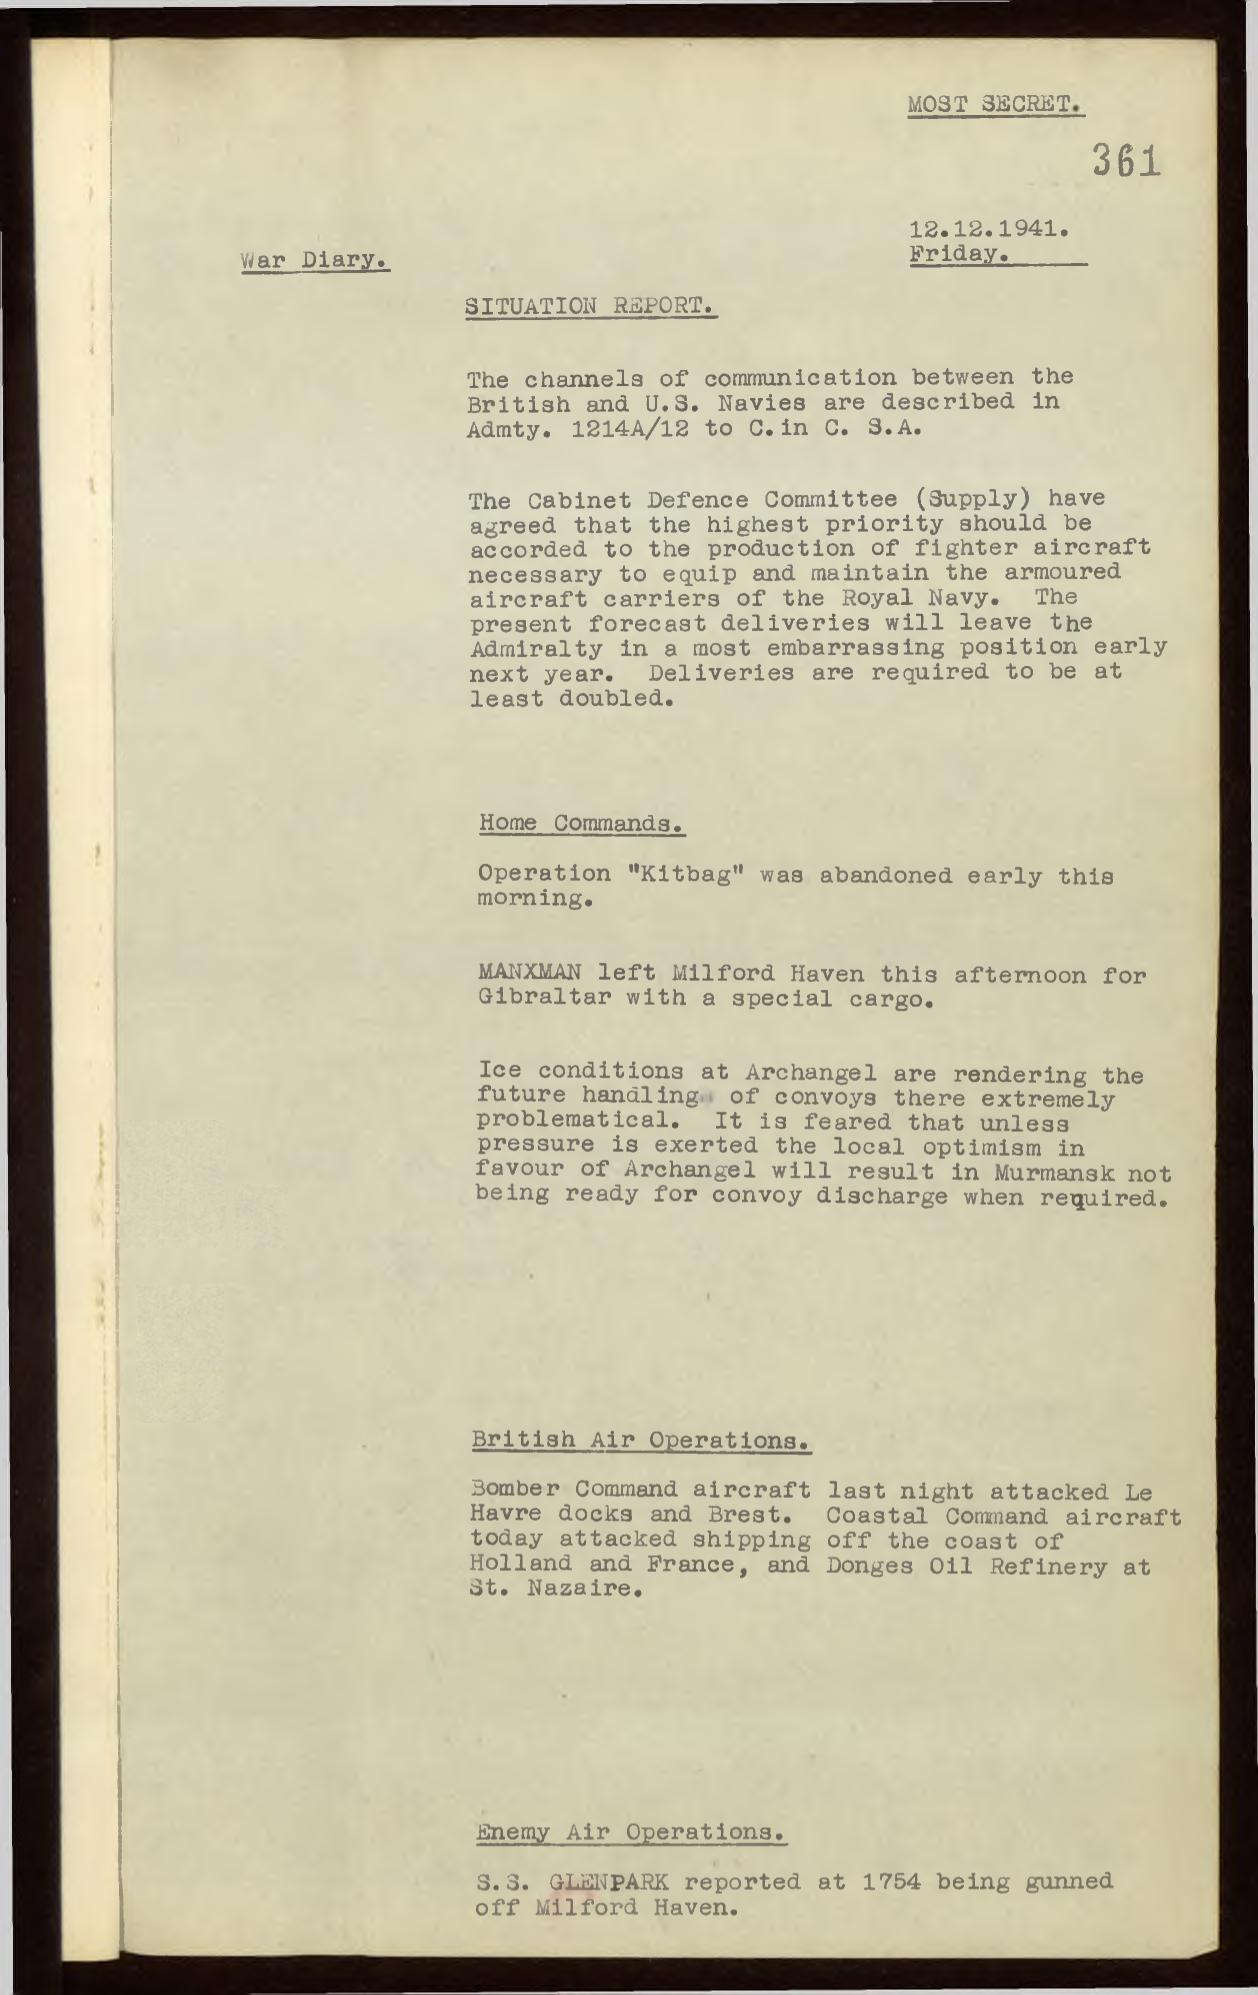 MOST SECRET.
361
12.12.1941.
Friday.
War Diary.
SITUATION REPORT.
The channels of communication between the
British and U.S. Navies are described in
Admty. 1214A/12 to C.in C. S.A.
The Cabinet Defence Committee (Supply) have
agreed that the highest priority should be
accorded to the production of fighter aircraft
necessary to equip and maintain the armoured
aircraft carriers of the Royal Navy. The
present forecast deliveries will leave the
Admiralty in a most embarrassing position early
next year. Deliveries are required to be at
least doubled.
Home Commands.
Operation "Kitbag" was abandoned early this
morning.
MANXMAN left Milford Haven this afternoon for
Gibraltar with a special cargo.
Ice conditions at Archangel are rendering the
future handling of convoys there extremely
problematical. It is feared that unless
pressure is exerted the local optimism in
favour of Archangel will result in Murmansk not
being ready for convoy discharge when required.
British Air Operations.
Bomber Command aircraft last night attacked Le
Havre docks and Brest. Coastal Command aircraft
today attacked shipping off the coast of
Holland and France, and Donges Oil Refinery at
St. Nazaire.
Enemy Air Operations.
S.S. GLENPARK reported at 1754 being gunned
off Milford Haven.